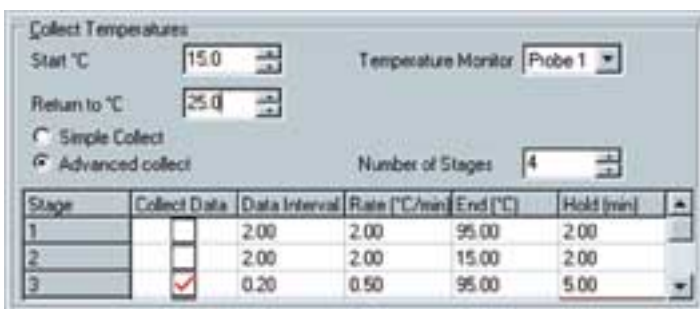 Collect Temperatures
Start °C 15.0 Temperature Monitor Probe 1
Return to °C 25.0
Simple Collect
Advanced collect Number of Stages 4
Stage Collect Data Data Interval Rate (°C/min) End (°C) Hold (min)
1 2.00 2.00 95.00 2.00
2 2.00 2.00 15.00 2.00
3 0.20 0.50 95.00 5.00